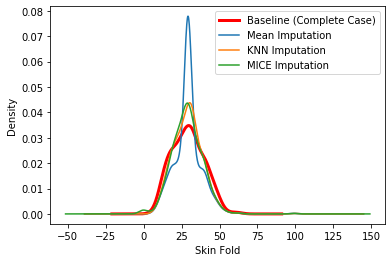 Baseline (Complete Case)
Mean Imputation
KNN Imputation
MICE Imputation
0.08
0.07
0.06
0.05
0.04
0.03
0.02
0.01
0.00
Density
−50 −25 0 25 50 75 100 125 150
Skin Fold